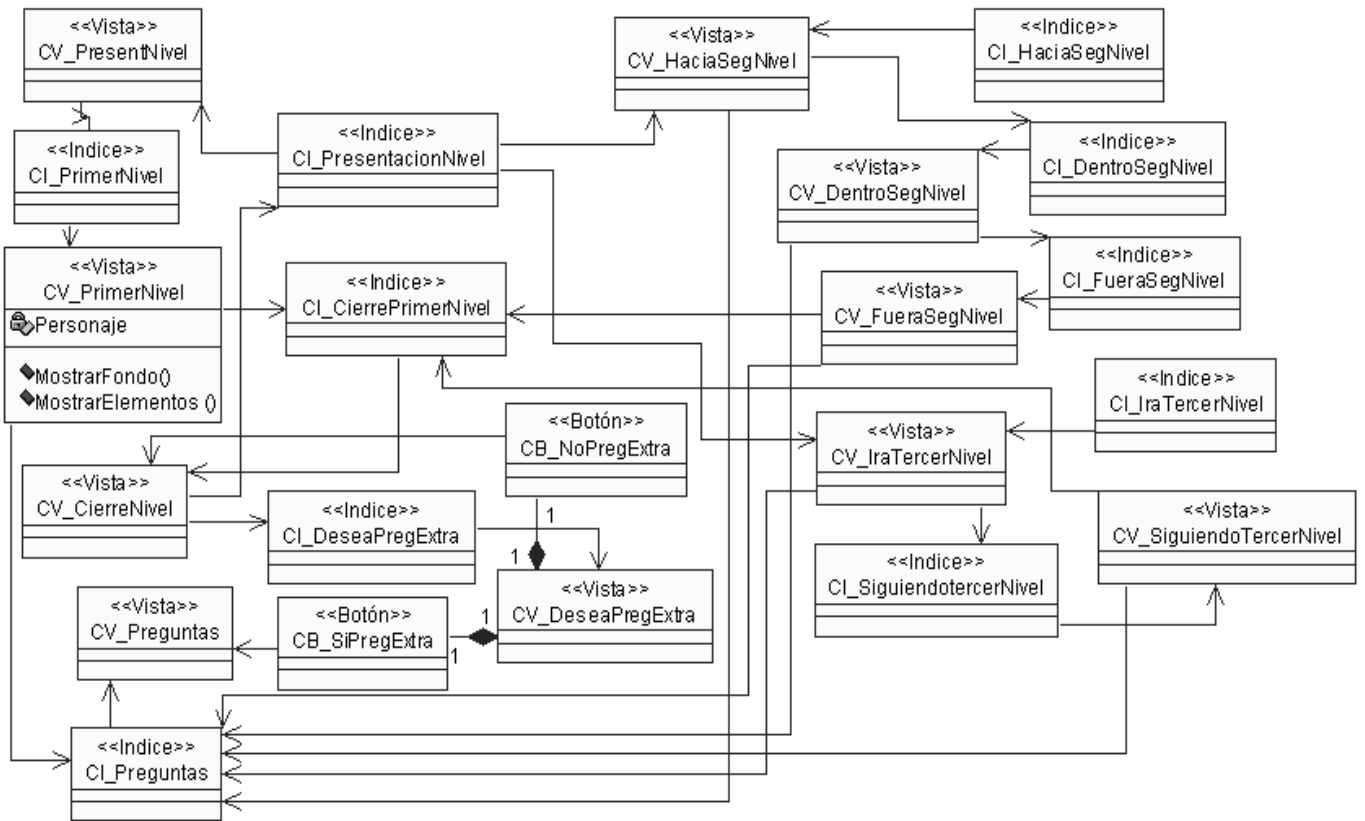 <<Vista>>
CV_PresentNivel
<<Indice>>
CI_PrimerNivel
<<Vista>>
CV_PrimerNivel
Personaje
MostrarFondo()
MostrarElementos ()
<<Indice>>
CI_PresentacionNivel
<<Vista>>
CV_HaciaSegNivel
<<Indice>>
CI_HaciaSegNivel
<<Indice>>
CI_DentroSegNivel
<<Vista>>
CV_DentroSegNivel
<<Indice>>
CI_FueraSegNivel
<<Vista>>
CV_FueraSegNivel
<<Indice>>
CI_CierrePrimerNivel
<<Indice>>
CI_IraTercerNivel
<<Vista>>
CV_IraTercerNivel
<<Botón>>
CB_NoPregExtra
<<Vista>>
CV_CierreNivel
<<Indice>>
CI_DeseaPregExtra
1
1
<<Vista>>
CV_SiguiendoTercerNivel
<<Indice>>
CI_SiguiendotercerNivel
<<Vista>>
CV_DeseaPregExtra
<<Vista>>
CV_Preguntas
<<Botón>>
CB_SiPregExtra
1
1
<<Indice>>
CI_Preguntas